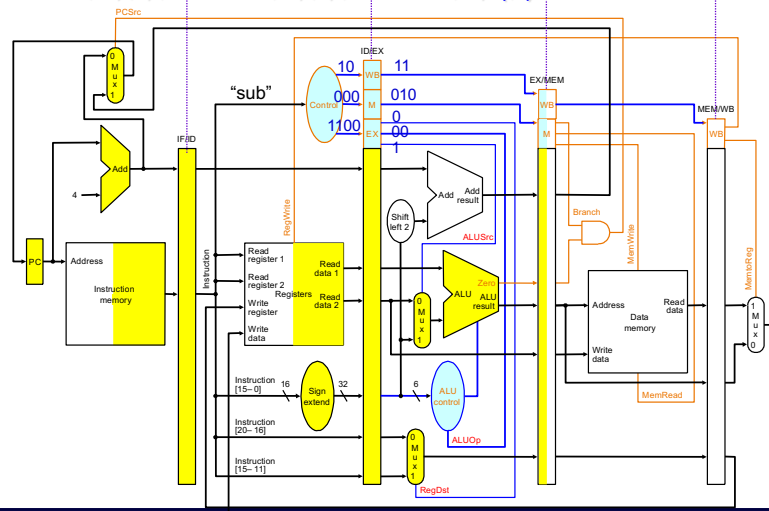 PCSrc
0
M
u
x
1
ID/EX
10
WB
11
EX/MEM
"sub"
Control
000
M
010
WB
MEM/WB
0
1100
EX
00
M
WB
1
IF/ID
Add
4
Add
Add
result
Shift
left 2
RegWrite
ALUSrc
Branch
MemWrite
MemtoReg
PC
Address
Instruction
memory
Instruction
Read
register 1
Read
register 2
Write
register
Write
data
Registers
Read
data 1
Read
data 2
0
M
u
x
1
Zero
ALU
ALU
result
Address
Read
data
Data
memory
Write
data
1
M
u
x
0
Instruction
[15–0]
16
Sign
extend
32
6
ALU
control
MemRead
Instruction
[20–16]
0
M
u
x
1
ALUOp
Instruction
[15–11]
RegDst